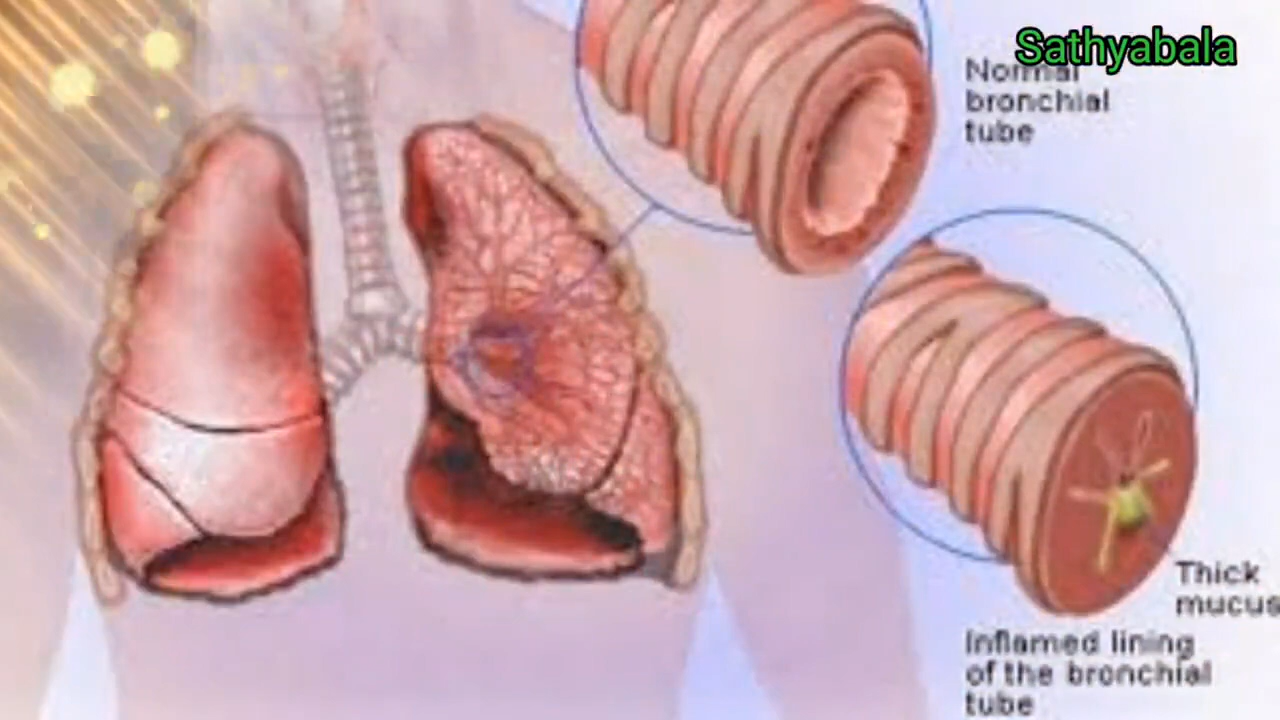 Sathyabala
Normal
bronchial
tube
Thick
mucus
Inflamed lining
of the bronchial
tube